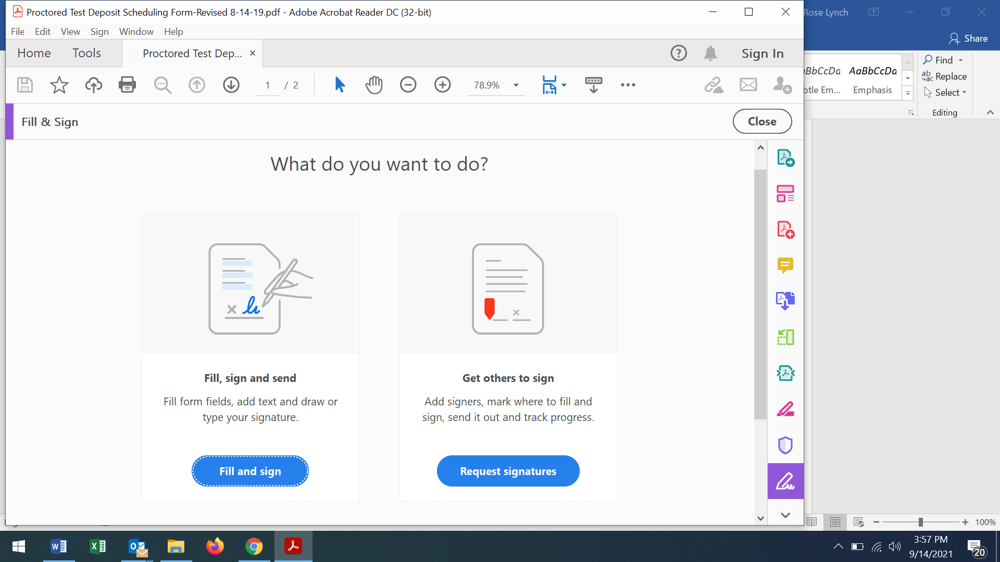 Proctored Test Deposit Scheduling Form-Revised 8-14-19.pdf - Adobe Acrobat Reader DC (32-bit)
Rose Lynch
File Edit View Sign Window Help
Share
Home Tools Proctored Test Dep... × Sign In
1 / 2 78.9%
BbCcDd AaBbCcDd
btle Em... Emphasis
Find
Replace
Select
Editing
Fill & Sign
Close
What do you want to do?
Fill, sign and send
Fill form fields, add text and draw or
type your signature.
Fill and sign
Get others to sign
Add signers, mark where to fill and
sign, send it out and track progress.
Request signatures
100%
3:57 PM
9/14/2021
20